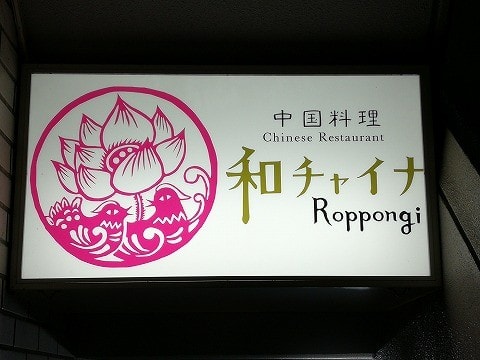 中国料理
Chinese Restaurant
和チャイナ
Roppongi